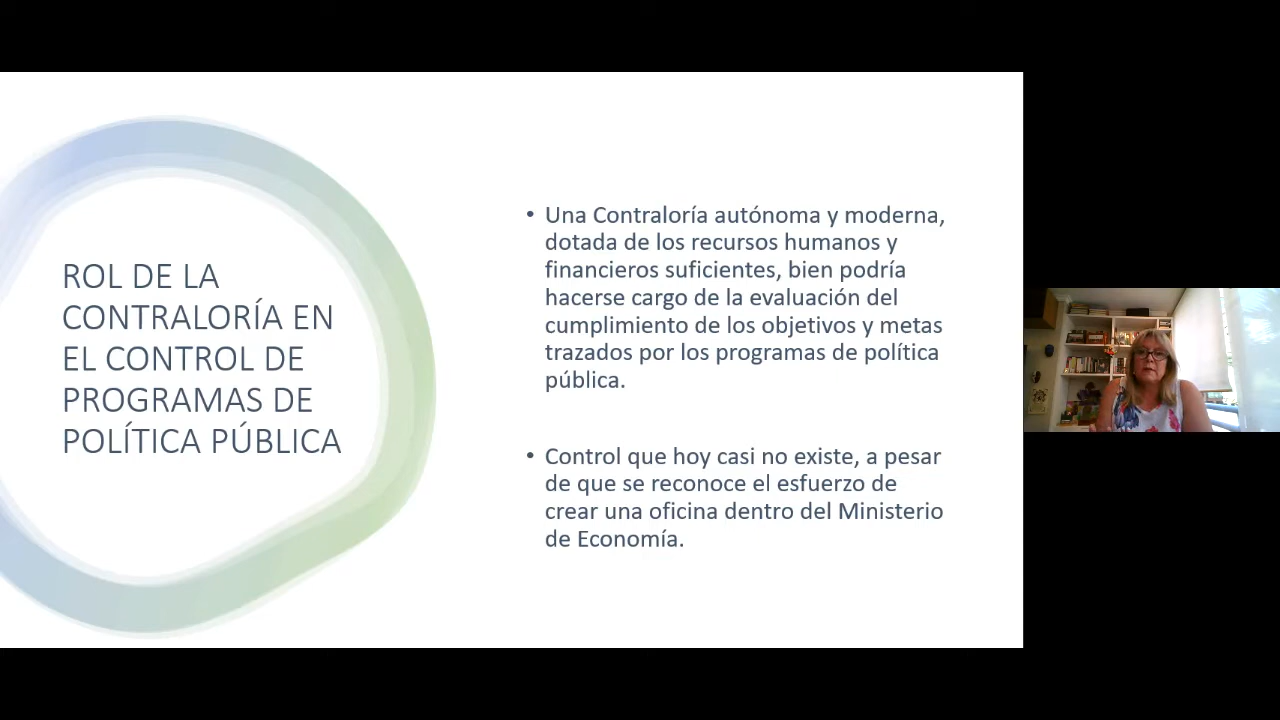 ROL DE LA
CONTRALORÍA EN
EL CONTROL DE
PROGRAMAS DE
POLÍTICA PÚBLICA
• Una Contraloría autónoma y moderna,
dotada de los recursos humanos y
financieros suficientes, bien podría
hacerse cargo de la evaluación del
cumplimiento de los objetivos y metas
trazados por los programas de política
pública.
• Control que hoy casi no existe, a pesar
de que se reconoce el esfuerzo de
crear una oficina dentro del Ministerio
de Economía.